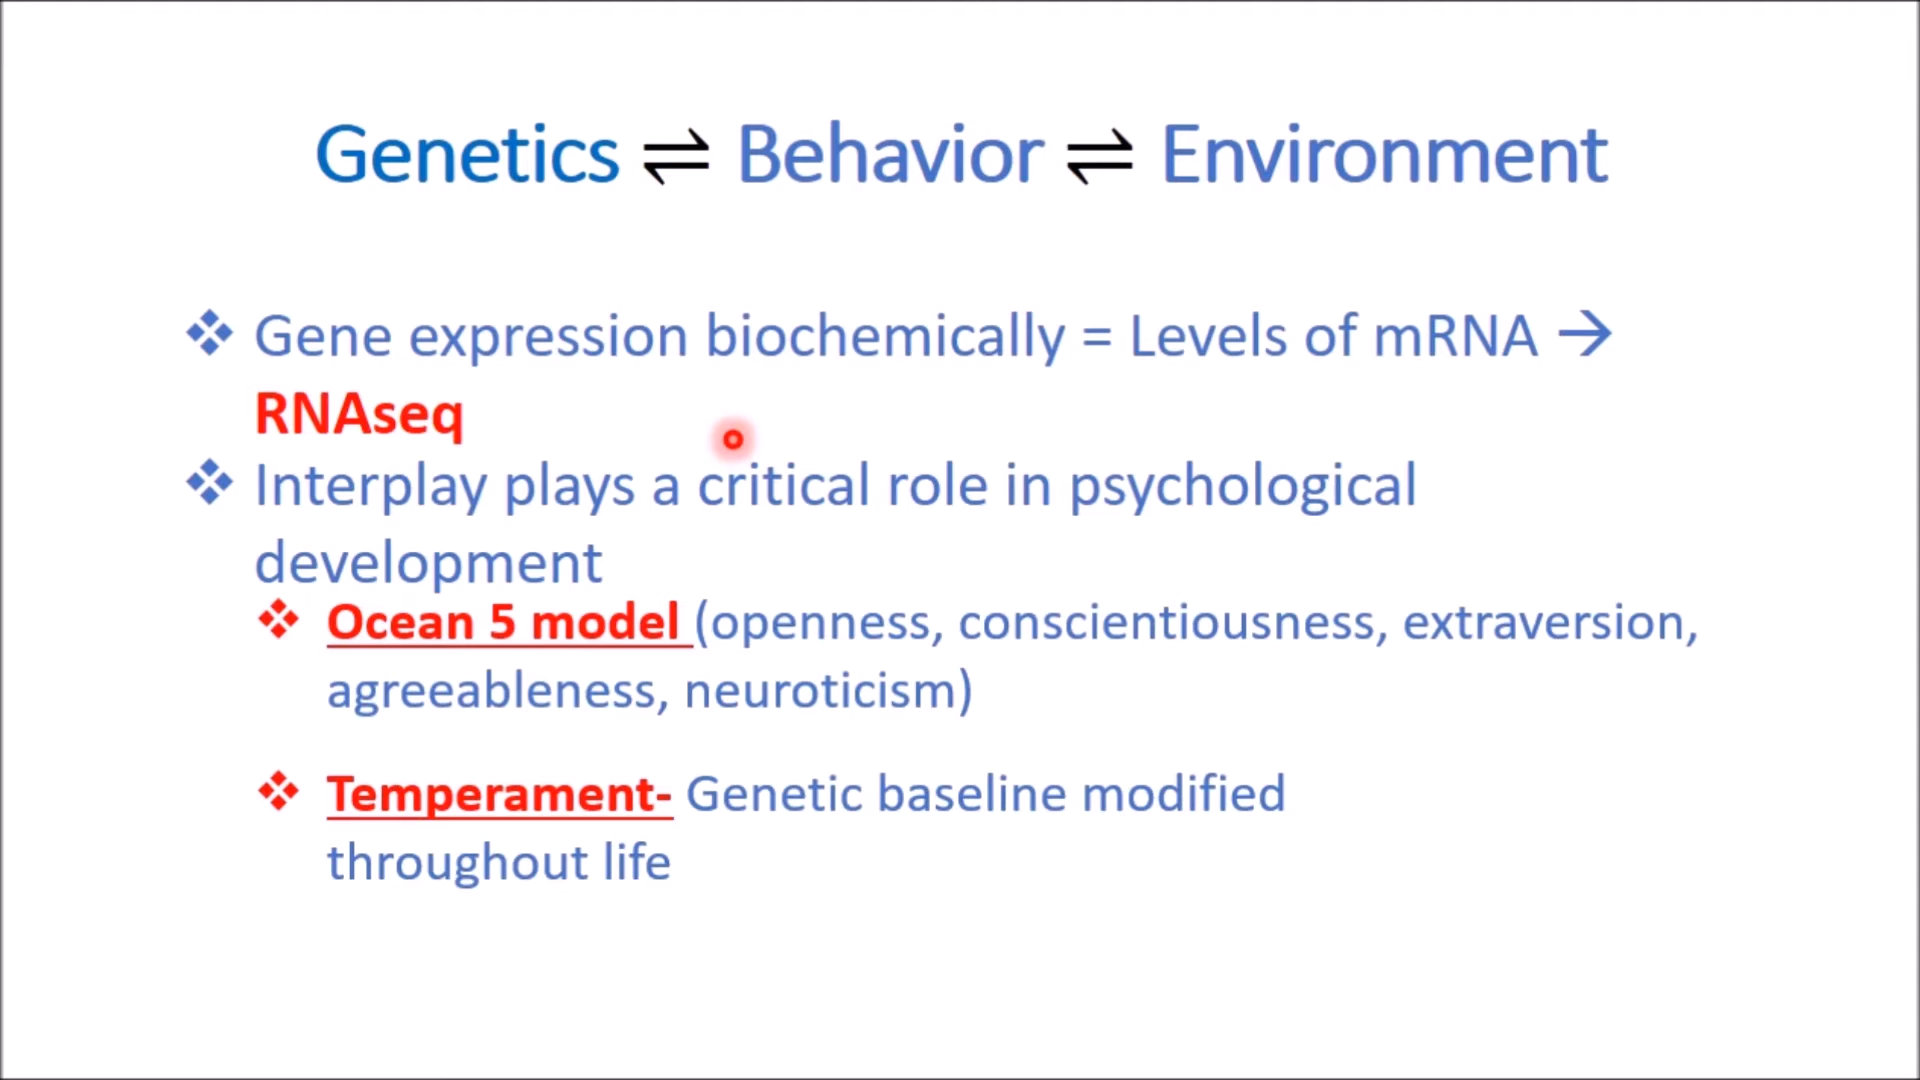 Genetics ⇌ Behavior ⇌ Environment
❖ Gene expression biochemically = Levels of mRNA →
RNAseq
❖ Interplay plays a critical role in psychological
development
❖ Ocean 5 model (openness, conscientiousness, extraversion,
agreeableness, neuroticism)
❖ Temperament- Genetic baseline modified
throughout life